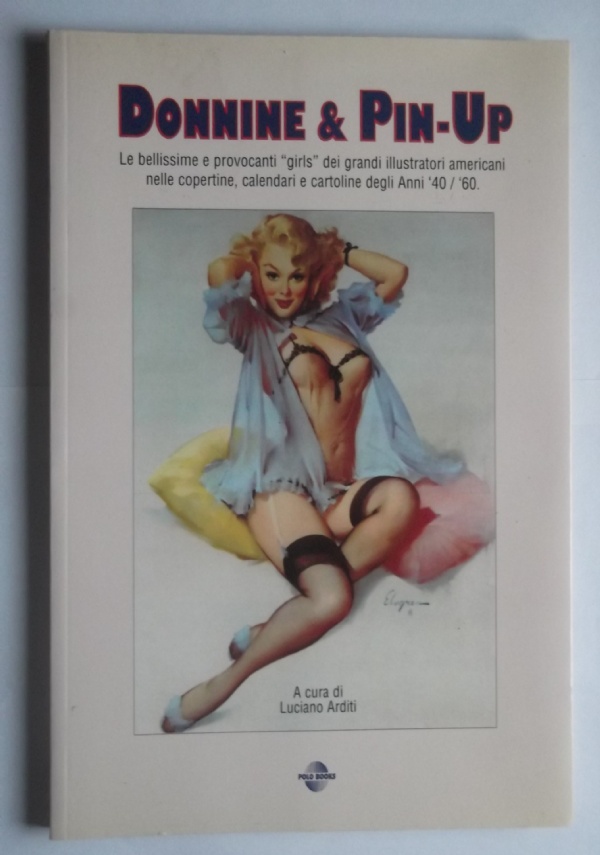 DONNINE & PIN-UP
Le bellissime e provocanti “girls” dei grandi illustratori americani
nelle copertine, calendari e cartoline degli Anni ‘40 / ‘60.
Elvgren
A cura di
Luciano Arditi
POLO BOOKS